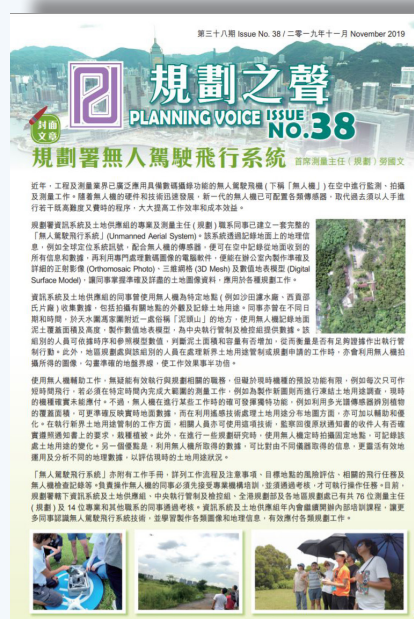 第三十八期 Issue No. 38 / 二零一九年十一月 November 2019
規劃之聲
PLANNING VOICE ISSUE NO.38
封面文章
規劃署無人駕駛飛行系統 首席測量主任(規劃)勞國文
近年，工程及測量業界已廣泛應用具備數碼攝錄功能的無人駕駛飛機(下稱「無人機」)在空中進行監測、拍攝
及測量工作。隨着無人機的硬件和技術迅速發展，新一代的無人機已可配置各類傳感器，取代過去須以人手進
行若干既高難度又費時的程序，大大提高工作效率和成本效益。
規劃署資訊系統及土地供應組的專業及測量主任(規劃)職系同事已建立一套完整的
「無人駕駛飛行系統」(Unmanned Aerial System)。該系統透過記錄地面上的地理信
息，例如全球定位系統訊號，配合無人機的傳感器，便可在空中記錄從地面收到的
所有信息和數據，再利用專門處理數碼圖像的電腦軟件，便能在辦公室內製作準確及
詳細的正射影像(Orthomosaic Photo)、三維網格(3D Mesh)及數值地表模型(Digital
Surface Model)，讓同事掌握準確及詳盡的土地圖像資料，應用於各種規劃工作。
資訊系統及土地供應組的同事曾使用無人機為特定地點(例如沙田濾水廠、西貢邵
氏片廠)收集數據，包括拍攝有關地點的外觀及記錄土地用途。同事亦曾在不同日
期和時間，於天水圍嘉湖山莊附近一處俗稱「泥頭山」的地方，使用無人機記錄地面
泥土覆蓋面積及高度，製作數值地表模型，為中央執行管制及檢控組提供數據。該
組別的人員可依據時序和參照模型數值，判斷泥土面積和容量有否增加，從而衡量是否有足夠證據作出執行管
制行動。此外，地區規劃處與該組別的人員在處理新界土地用途管制或規劃申請的工作時，亦會利用無人機拍
攝所得的圖像，勾畫準確的地盤界線，使工作效果事半功倍。
使用無人機輔助工作，無疑能有效執行與規劃相關的職務，但礙於現時機種的預設功能有限，例如每次只可作
短時間飛行，若必須在特定時間內完成大範圍的測量工作，例如為製作新圖則而進行凍結土地用途調查，現時
的機種確實未能應付。不過，無人機在進行某些工作時的確可發揮獨特功能，例如利用多光譜傳感器辨別植物
的覆蓋面積，可更準確反映實時地面數據，而在利用遙感技術處理土地用途分布地圖方面，亦可加以輔助和優
化。在執行新界土地用途管制的工作方面，相關人員亦可使用這項技術，監察回復原狀通知書的收件人有否確
實遵照通知書上的要求，栽種植被。此外，在進行一些規劃研究時，使用無人機定時拍攝固定地點，可記錄該
處土地用途的變化。另一個優點是，利用無人機所取得的數據，可以對由不同儀器取得的信息，更靈活有效地
運用及分析不同的地理數據，以評估現時的土地用途狀況。
「無人駕駛飛行系統」亦附有工作手冊，詳列工作流程及注意事項、目標地點的風險評估、相關的飛行任務及
無人機檢查記錄等。負責操作無人機的同事必須先接受專業機構培訓，並須通過考核，才可執行操作任務。目前，
規劃署轄下資訊系統及土地供應組、中央執行管制及檢控組、全港規劃部及各地區規劃處已有共76位測量主任
(規劃)及14位專業和其他職系的同事通過考核。資訊系統及土地供應組年內會繼續開辦內部培訓課程，讓更
多同事認識無人駕駛飛行系統技術，並學習製作各類圖像和地理信息，有效應付各類規劃工作。